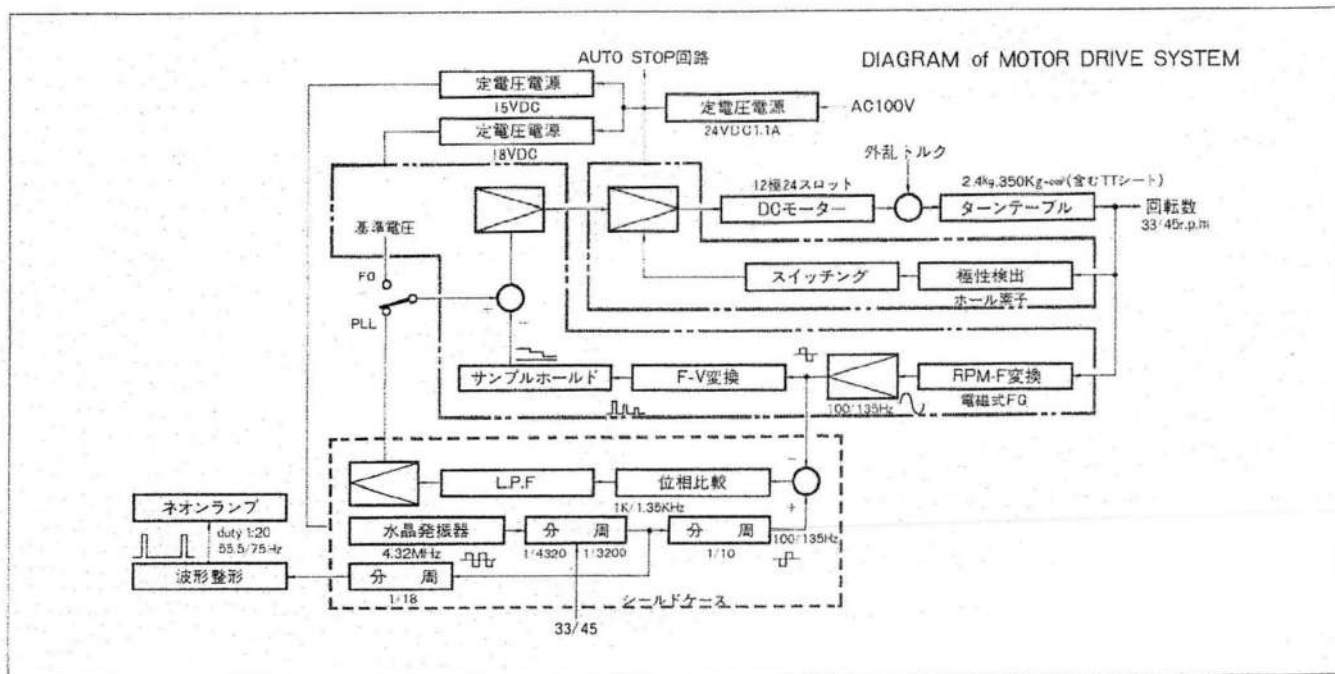 DIAGRAM of MOTOR DRIVE SYSTEM
AUTO STOP回路
定電圧電源
15VDC
定電圧電源
24VDC1.1A
AC100V
定電圧電源
18VDC
外乱トルク
12極24スロット
DCモーター
2.4kg.350Kg-cm²(含むTTシート)
ターンテーブル
回転数
33/45r.p.m
基準電圧
FG
PLL
+
−
スイッチング
極性検出
ホール素子
サンプルホールド
F-V変換
100/135Hz
RPM-F変換
電磁式FG
L.P.F
位相比較
1K/1.35KHz
−
+
ネオンランプ
duty 1:20
55.5/75Hz
波形整形
水晶発振器
4.32MHz
分 周
1/4320 1/3200
分 周
1/10
100/135Hz
分 周
1/18
シールドケース
33/45